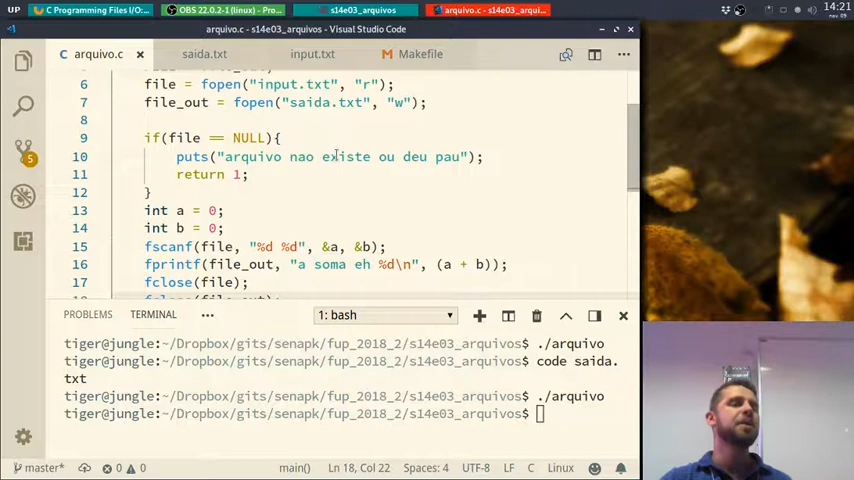 UP
C Programming Files I/O:...
OBS 22.0.2-1 (linux) - Pro...
s14e03_arquivos
arquivo.c - s14e03_arqui...
14:21
nov. 09
arquivo.c - s14e03_arquivos - Visual Studio Code
arquivo.c
saida.txt
input.txt
Makefile
6 file = fopen("input.txt", "r");
7 file_out = fopen("saida.txt", "w");
8
9 if(file == NULL){
10 puts("arquivo nao existe ou deu pau");
11 return 1;
12 }
13 int a = 0;
14 int b = 0;
15 fscanf(file, "%d %d", &a, &b);
16 fprintf(file_out, "a soma eh %d\n", (a + b));
17 fclose(file);
5
PROBLEMS TERMINAL ... 1: bash
tiger@jungle:~/Dropbox/gits/senapk/fup_2018_2/s14e03_arquivos$ ./arquivo
tiger@jungle:~/Dropbox/gits/senapk/fup_2018_2/s14e03_arquivos$ code saida.
txt
tiger@jungle:~/Dropbox/gits/senapk/fup_2018_2/s14e03_arquivos$ ./arquivo
tiger@jungle:~/Dropbox/gits/senapk/fup_2018_2/s14e03_arquivos$
master* 0 0 main() Ln 18, Col 22 Spaces: 4 UTF-8 LF C Linux